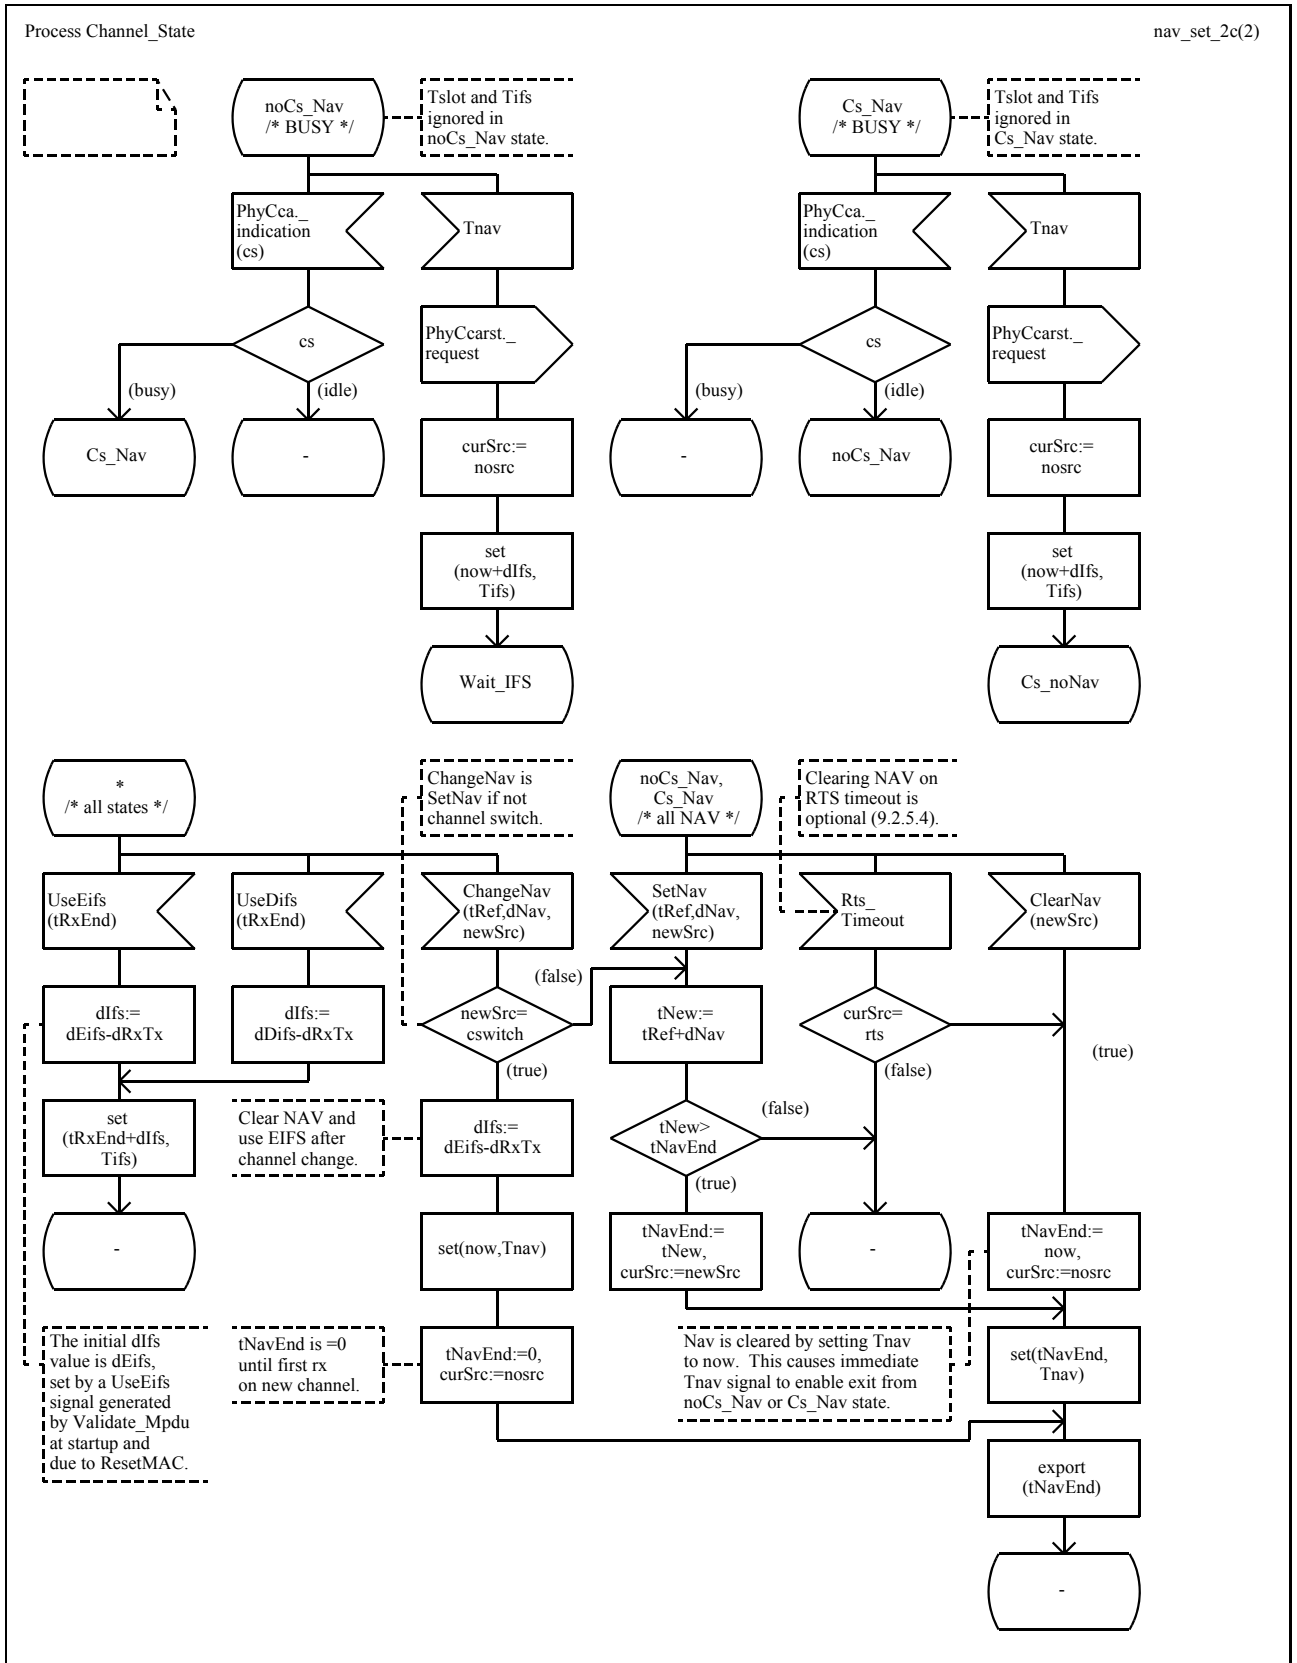 Process Channel_State
nav_set_2c(2)
noCs_Nav
/* BUSY */
Tslot and Tifs
ignored in
noCs_Nav state.
Cs_Nav
/* BUSY */
Tslot and Tifs
ignored in
Cs_Nav state.
PhyCca._
indication
(cs)
Tnav
PhyCca._
indication
(cs)
Tnav
cs
PhyCcarst._
request
cs
PhyCcarst._
request
(busy)
(idle)
(busy)
(idle)
Cs_Nav
-
curSrc:=
nosrc
-
noCs_Nav
curSrc:=
nosrc
set
(now+dIfs,
Tifs)
set
(now+dIfs,
Tifs)
Wait_IFS
Cs_noNav
*
/* all states */
ChangeNav is
SetNav if not
channel switch.
noCs_Nav,
Cs_Nav
/* all NAV */
Clearing NAV on
RTS timeout is
optional (9.2.5.4).
UseEifs
(tRxEnd)
UseDifs
(tRxEnd)
ChangeNav
(tRef,dNav,
newSrc)
SetNav
(tRef,dNav,
newSrc)
Rts_
Timeout
ClearNav
(newSrc)
(false)
dIfs:=
dEifs-dRxTx
dIfs:=
dDifs-dRxTx
newSrc=
cswitch
tNew:=
tRef+dNav
curSrc=
rts
(true)
(true)
(false)
set
(tRxEnd+dIfs,
Tifs)
Clear NAV and
use EIFS after
channel change.
dIfs:=
dEifs-dRxTx
(false)
tNew>
tNavEnd
(true)
-
set(now,Tnav)
tNavEnd:=
tNew,
curSrc:=newSrc
-
tNavEnd:=
now,
curSrc:=nosrc
The initial dIfs
value is dEifs,
set by a UseEifs
signal generated
by Validate_Mpdu
at startup and
due to ResetMAC.
tNavEnd is =0
until first rx
on new channel.
tNavEnd:=0,
curSrc:=nosrc
Nav is cleared by setting Tnav
to now.  This causes immediate
Tnav signal to enable exit from
noCs_Nav or Cs_Nav state.
set(tNavEnd,
Tnav)
export
(tNavEnd)
-